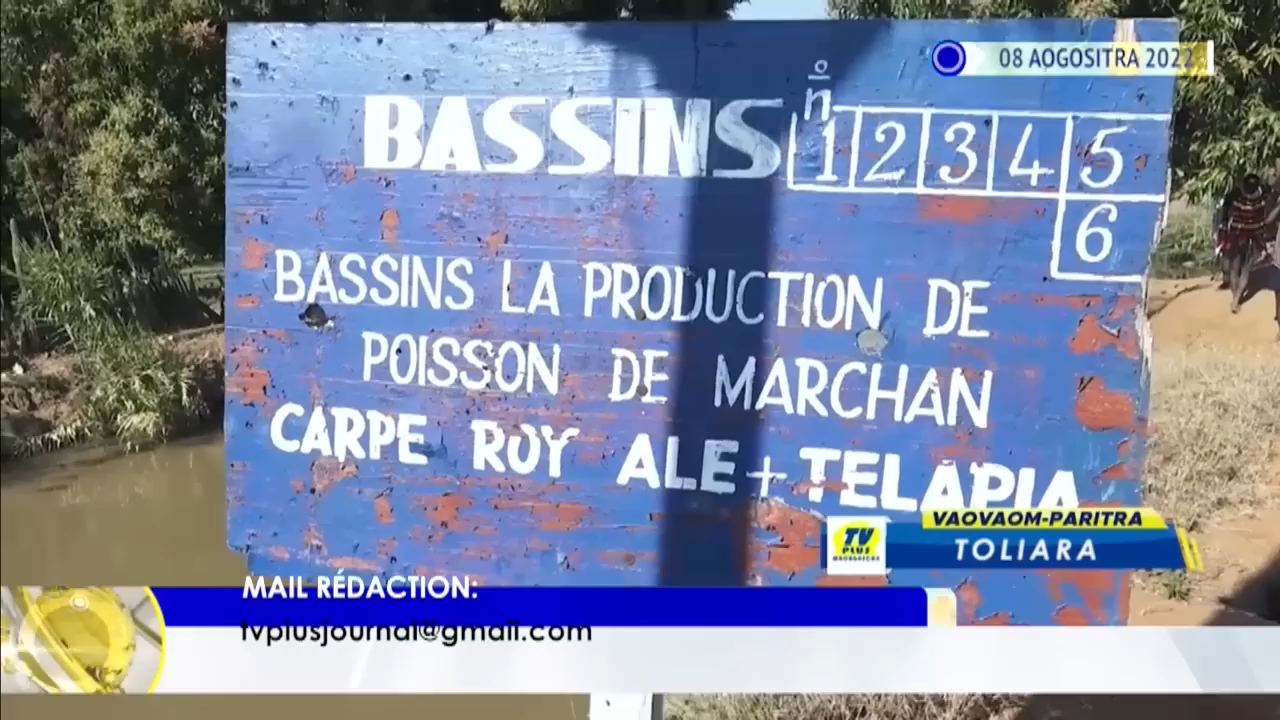 08 AOGOSITRA 2022
BASSINS n° 1 2 3 4 5
6
BASSINS LA PRODUCTION DE
POISSON DE MARCHAN
CARPE ROY ALE + TELAPIA
VAOVAOM-PARITRA
TV PLUS MADAGASCAR
TOLIARA
MAIL RÉDACTION:
tvplusjournal@gmail.com